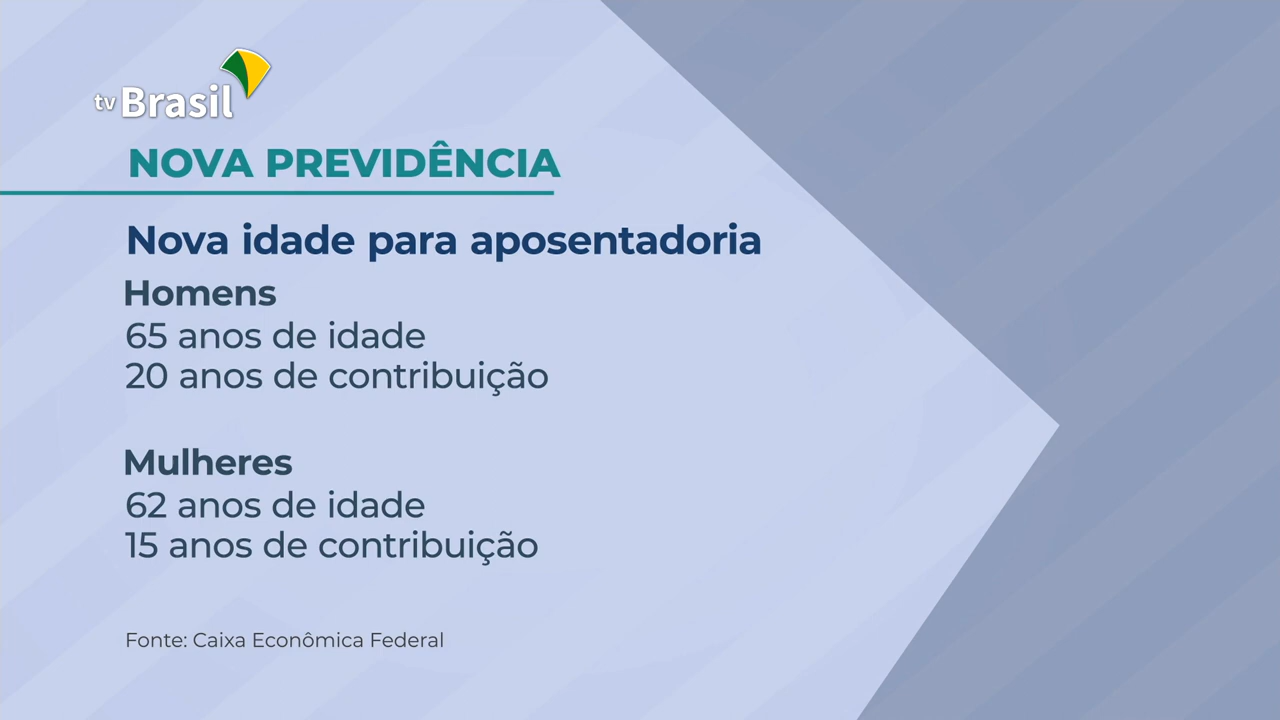 tv Brasil
NOVA PREVIDÊNCIA
Nova idade para aposentadoria
Homens
65 anos de idade
20 anos de contribuição
Mulheres
62 anos de idade
15 anos de contribuição
Fonte: Caixa Econômica Federal